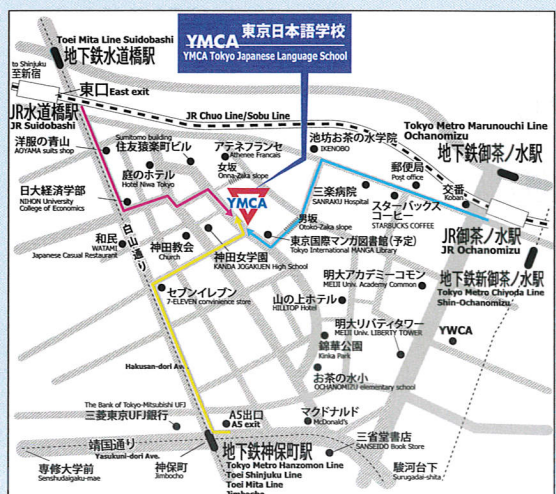 YMCA 東京日本語学校
YMCA Tokyo Japanese Language School
Toei Mita Line Suidobashi
地下鉄水道橋駅
to Shinjuku
至新宿
東口 East exit
JR水道橋駅
JR Suidobashi
JR Chuo Line/Sobu Line
洋服の青山
AOYAMA suits shop
Sumitomo building
住友猿楽町ビル
アテネフランセ
Athenee Francais
池坊お茶の水学院
IKENOBO
Tokyo Metro Marunouchi Line
Ochanomizu
地下鉄御茶ノ水駅
女坂
Onna-Zaka slope
庭のホテル
Hotel Niwa Tokyo
郵便局
Post office
三楽病院
SANRAKU Hospital
交番
Koban
スターバックス
コーヒー
STARBUCKS COFFEE
日大経済学部
NIHON University
College of Economics
YMCA
男坂
Otoko-Zaka slope
JR御茶ノ水駅
JR Ochanomizu
和民
WATAMI
Japanese Casual Restaurant
白山通り
神田教会
Church
神田女学園
KANDA JOGAKUEN High School
東京国際マンガ図書館(予定)
Tokyo International MANGA Library
地下鉄新御茶ノ水駅
Tokyo Metro Chiyoda Line
Shin-Ochanomizu
明大アカデミーコモン
MEIJI Univ. Academy Common
セブンイレブン
7-ELEVEN convinience store
山の上ホテル
HILLTOP Hotel
明大リバティタワー
MEIJI Univ. LIBERTY TOWER
YWCA
錦華公園
Kinka Park
Hakusan-dori Ave.
お茶の水小
OCHANOMIZU elementary school
The Bank of Tokyo-Mitsubishi UFJ
三菱東京UFJ銀行
A5出口
A5 exit
マクドナルド
McDonald's
靖国通り
Yasukuni-dori Ave.
三省堂書店
SANSEIDO Book Store
専修大学前
Senshudaigaku-mae
神保町
Jimbocho
地下鉄神保町駅
Tokyo Metro Hanzomon Line
Toei Shinjuku Line
Toei Mita Line
Jimbocho
駿河台下
Surugadai-shita